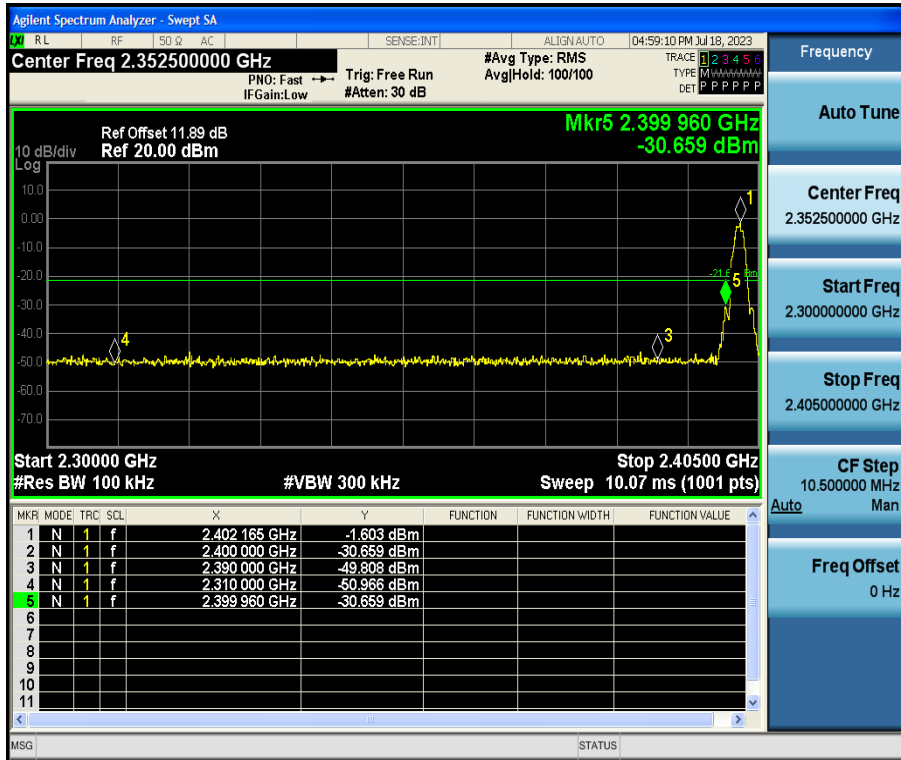 Agilent Spectrum Analyzer - Swept SA
LXI RL RF 50 Ω AC SENSE:INT ALIGN AUTO 04:59:10 PM Jul 18, 2023
Center Freq 2.352500000 GHz
PNO: Fast
IFGain:Low
Trig: Free Run
#Atten: 30 dB
#Avg Type: RMS
Avg|Hold: 100/100
TRACE 1 2 3 4 5 6
TYPE M
DET P P P P P P
Frequency
Auto Tune
Center Freq
2.352500000 GHz
Start Freq
2.300000000 GHz
Stop Freq
2.405000000 GHz
CF Step
10.500000 MHz
Auto Man
Freq Offset
0 Hz
Mkr5 2.399 960 GHz
-30.659 dBm
Ref Offset 11.89 dB
10 dB/div Ref 20.00 dBm
Log
10.0
0.00
-10.0
-20.0
-30.0
-40.0
-50.0
-60.0
-70.0
1
5
3
4
Start 2.30000 GHz Stop 2.40500 GHz
#Res BW 100 kHz #VBW 300 kHz Sweep 10.07 ms (1001 pts)
MKR MODE TRC SCL X Y FUNCTION FUNCTION WIDTH FUNCTION VALUE
1 N 1 f 2.402 165 GHz -1.603 dBm
2 N 1 f 2.400 000 GHz -30.659 dBm
3 N 1 f 2.390 000 GHz -49.808 dBm
4 N 1 f 2.310 000 GHz -50.966 dBm
5 N 1 f 2.399 960 GHz -30.659 dBm
6
7
8
9
10
11
MSG STATUS